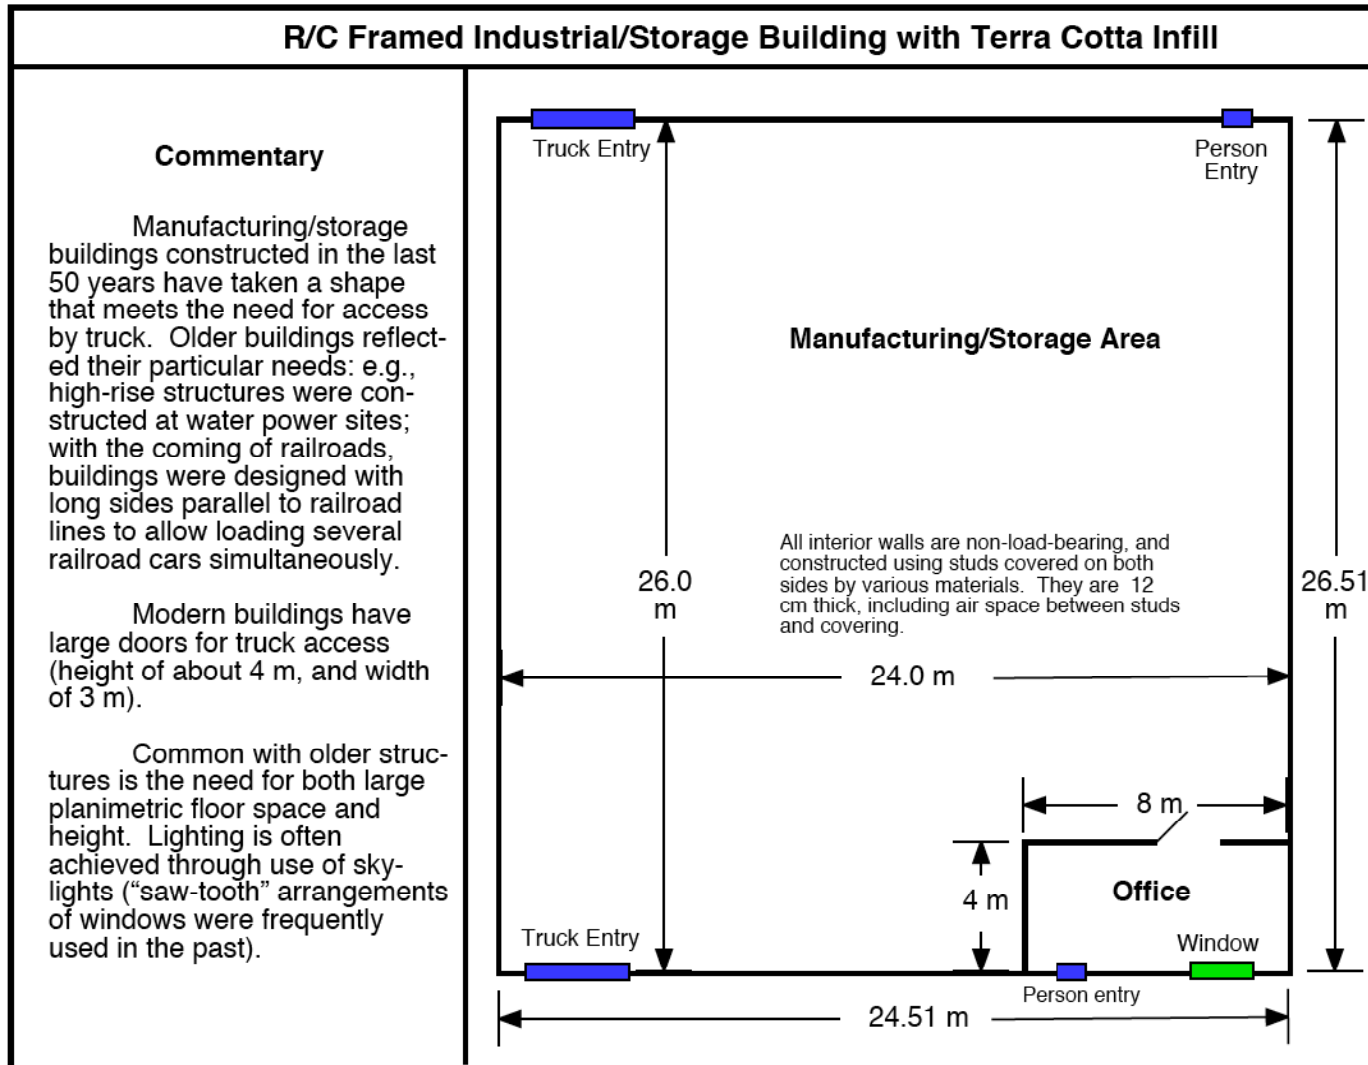 R/C Framed Industrial/Storage Building with Terra Cotta Infill
Commentary
Manufacturing/storage
buildings constructed in the last
50 years have taken a shape
that meets the need for access
by truck.  Older buildings reflect-
ed their particular needs: e.g.,
high-rise structures were con-
structed at water power sites;
with the coming of railroads,
buildings were designed with
long sides parallel to railroad
lines to allow loading several
railroad cars simultaneously.
Modern buildings have
large doors for truck access
(height of about 4 m, and width
of 3 m).
Common with older struc-
tures is the need for both large
planimetric floor space and
height.  Lighting is often
achieved through use of sky-
lights (“saw-tooth” arrangements
of windows were frequently
used in the past).
Truck Entry
Person
Entry
Manufacturing/Storage Area
All interior walls are non-load-bearing, and
constructed using studs covered on both
sides by various materials.  They are  12
cm thick, including air space between studs
and covering.
26.0
m
26.51
m
24.0 m
8 m
4 m
Office
Truck Entry
Window
Person entry
24.51 m